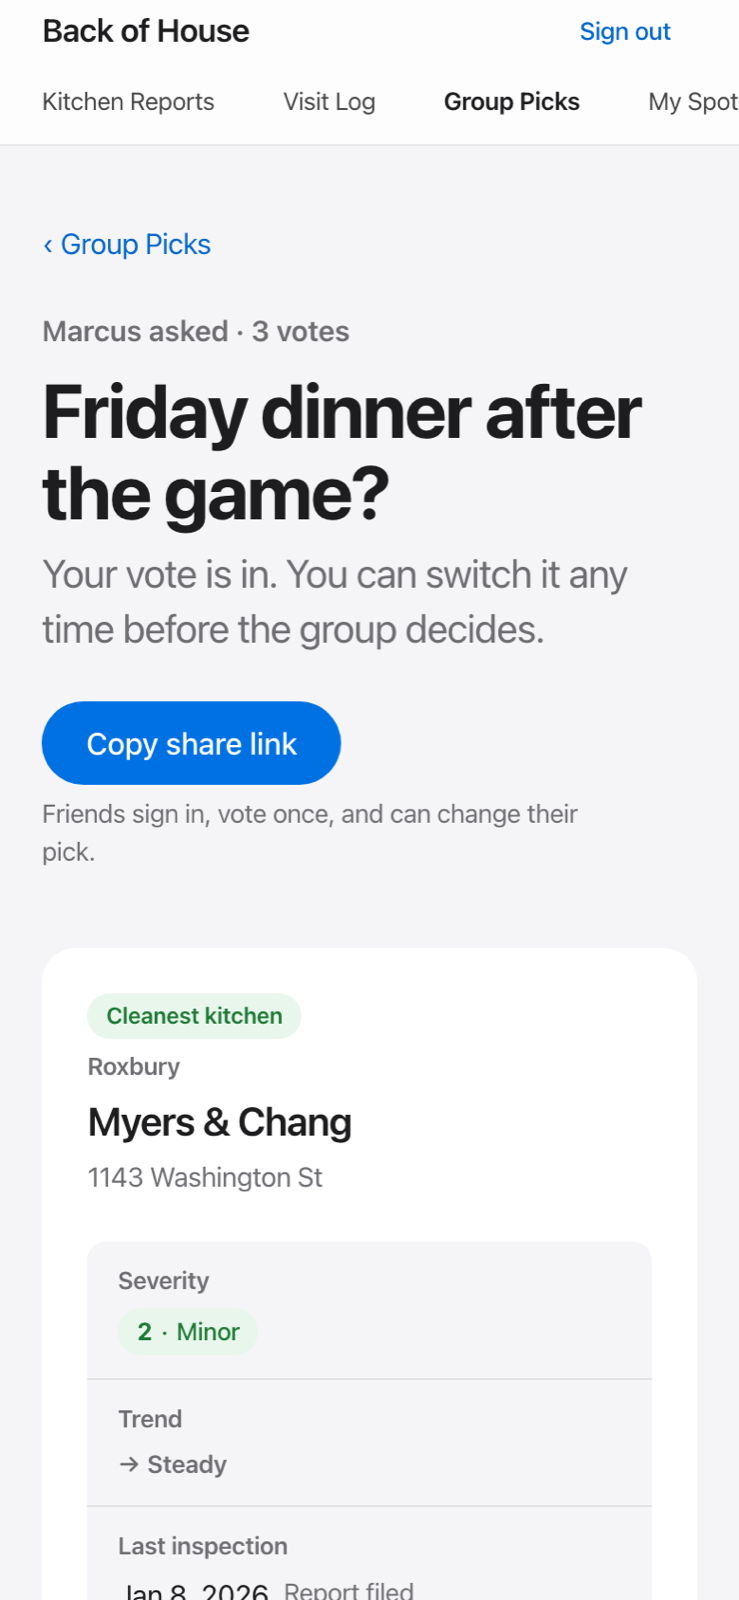 Back of House
Sign out
Kitchen Reports
Visit Log
Group Picks
My Spot
‹ Group Picks
Marcus asked · 3 votes
Friday dinner after
the game?
Your vote is in. You can switch it any
time before the group decides.
Copy share link
Friends sign in, vote once, and can change their
pick.
Cleanest kitchen
Roxbury
Myers & Chang
1143 Washington St
Severity
2 · Minor
Trend
→ Steady
Last inspection
Jan 8, 2026 Report filed